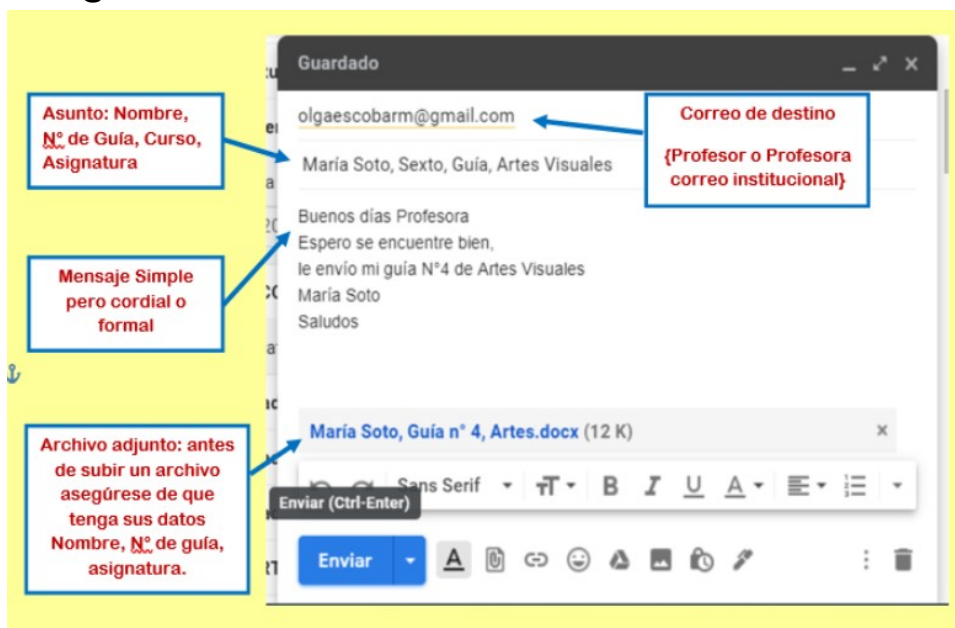 Guardado
olgaescobarm@gmail.com
María Soto, Sexto, Guía, Artes Visuales
Buenos días Profesora
Espero se encuentre bien,
le envío mi guía N°4 de Artes Visuales
María Soto
Saludos
María Soto, Guía n° 4, Artes.docx (12 K)
Sans Serif
Enviar (Ctrl-Enter)
Enviar
Asunto: Nombre,
N° de Guía, Curso,
Asignatura
Correo de destino
{Profesor o Profesora
correo institucional}
Mensaje Simple
pero cordial o
formal
Archivo adjunto: antes
de subir un archivo
asegúrese de que
tenga sus datos
Nombre, N° de guía,
asignatura.